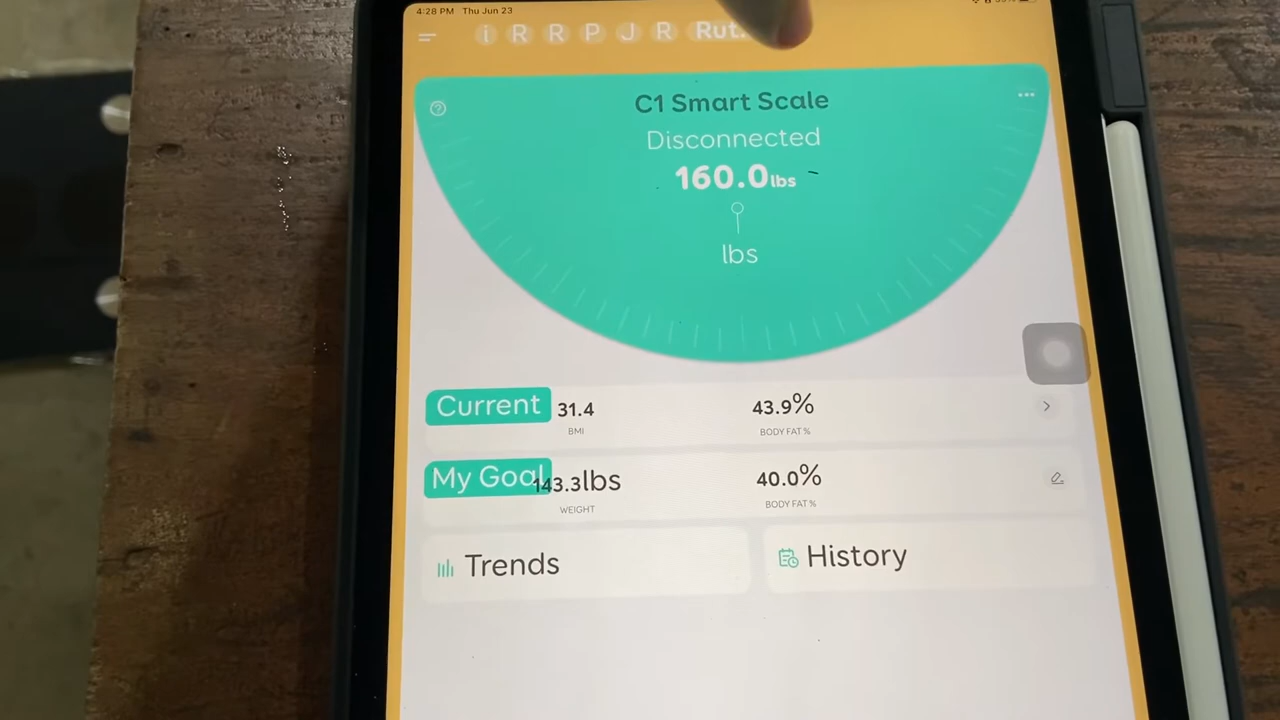 4:28 PM Thu Jun 23
i R R P J R Rut.
C1 Smart Scale
Disconnected
160.0lbs
lbs
Current 31.4 43.9%
BMI BODY FAT %
My Goal 143.3lbs 40.0%
WEIGHT BODY FAT %
Trends History